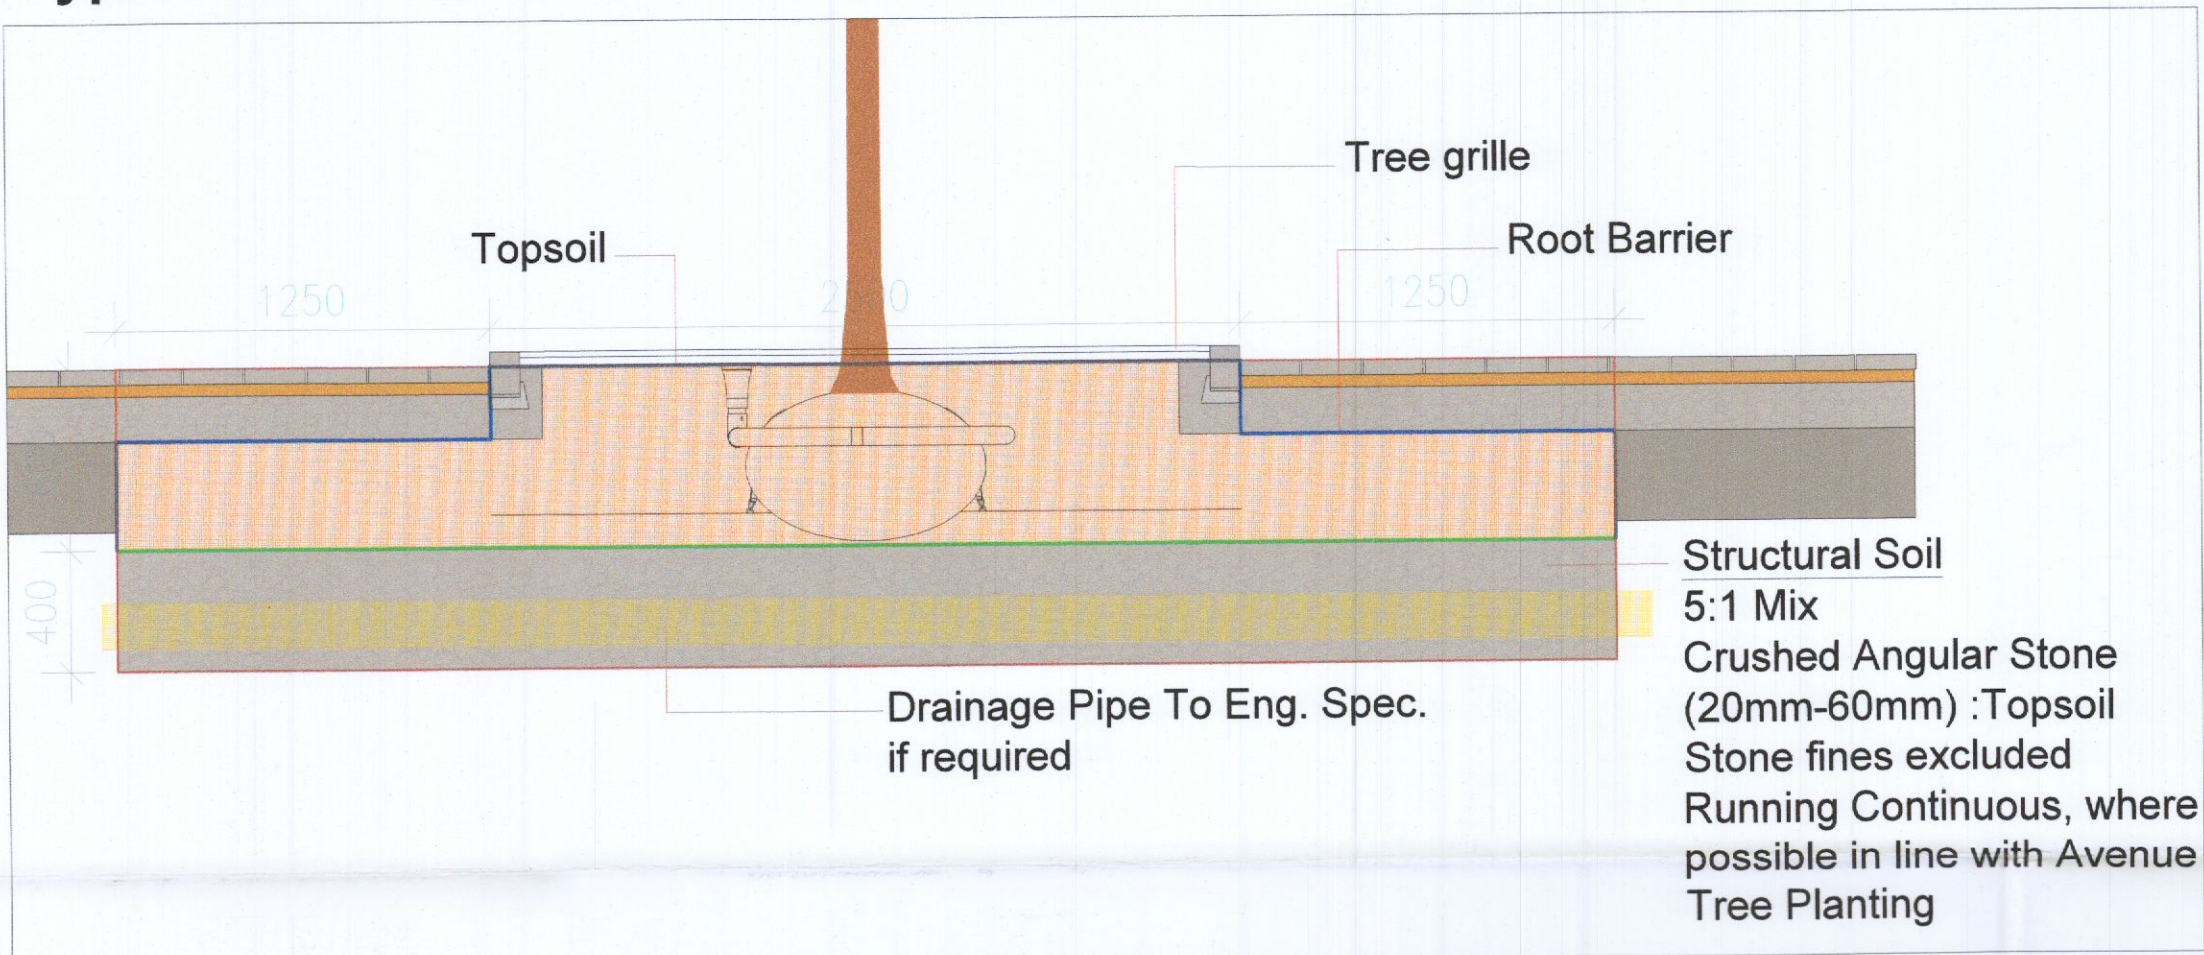 Tree grille
Root Barrier
Topsoil
1250
1250
400
Structural Soil
5:1 Mix
Crushed Angular Stone
(20mm-60mm) :Topsoil
Stone fines excluded
Running Continuous, where
possible in line with Avenue
Tree Planting
Drainage Pipe To Eng. Spec.
if required